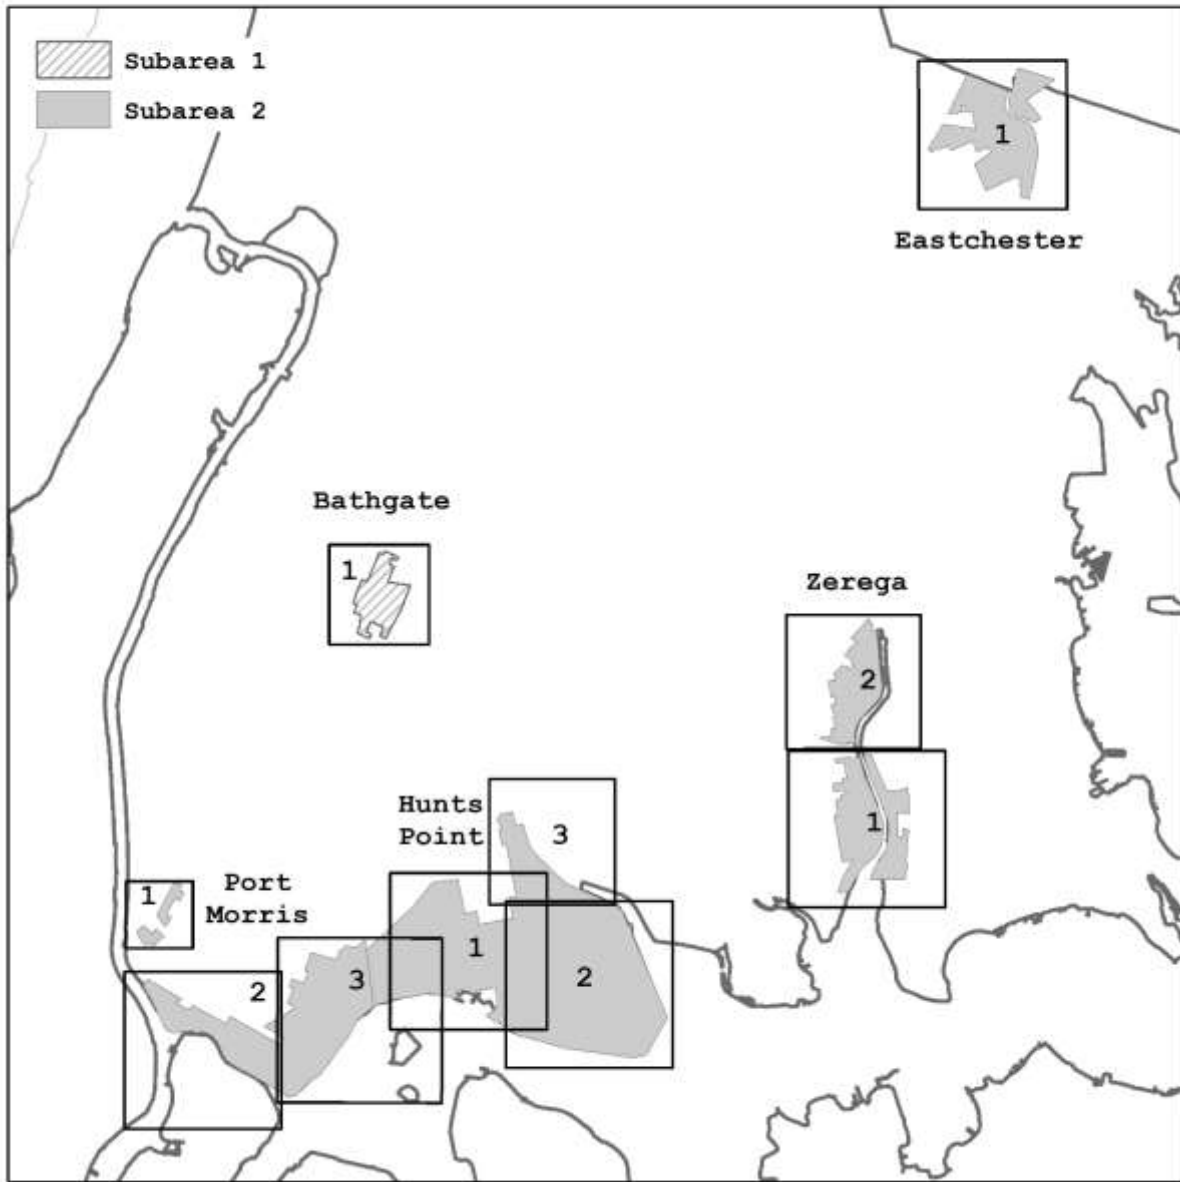 Subarea 1
Subarea 2
1
Eastchester
Bathgate
1
Zerega
2
1
Hunts
Point
3
1
2
Port
Morris
1
2
3